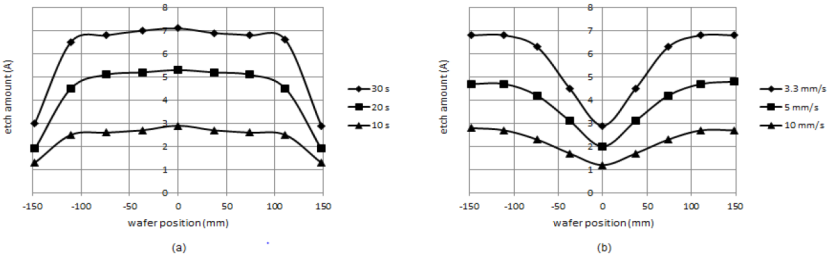 8
7
6
5
4
3
2
1
0
etch amount (A)
-150 -100 -50 0 50 100 150
wafer position (mm)
30 s
20 s
10 s
(a)
8
7
6
5
4
3
2
1
0
etch amount (A)
-150 -100 -50 0 50 100 150
wafer position (mm)
3.3 mm/s
5 mm/s
10 mm/s
(b)